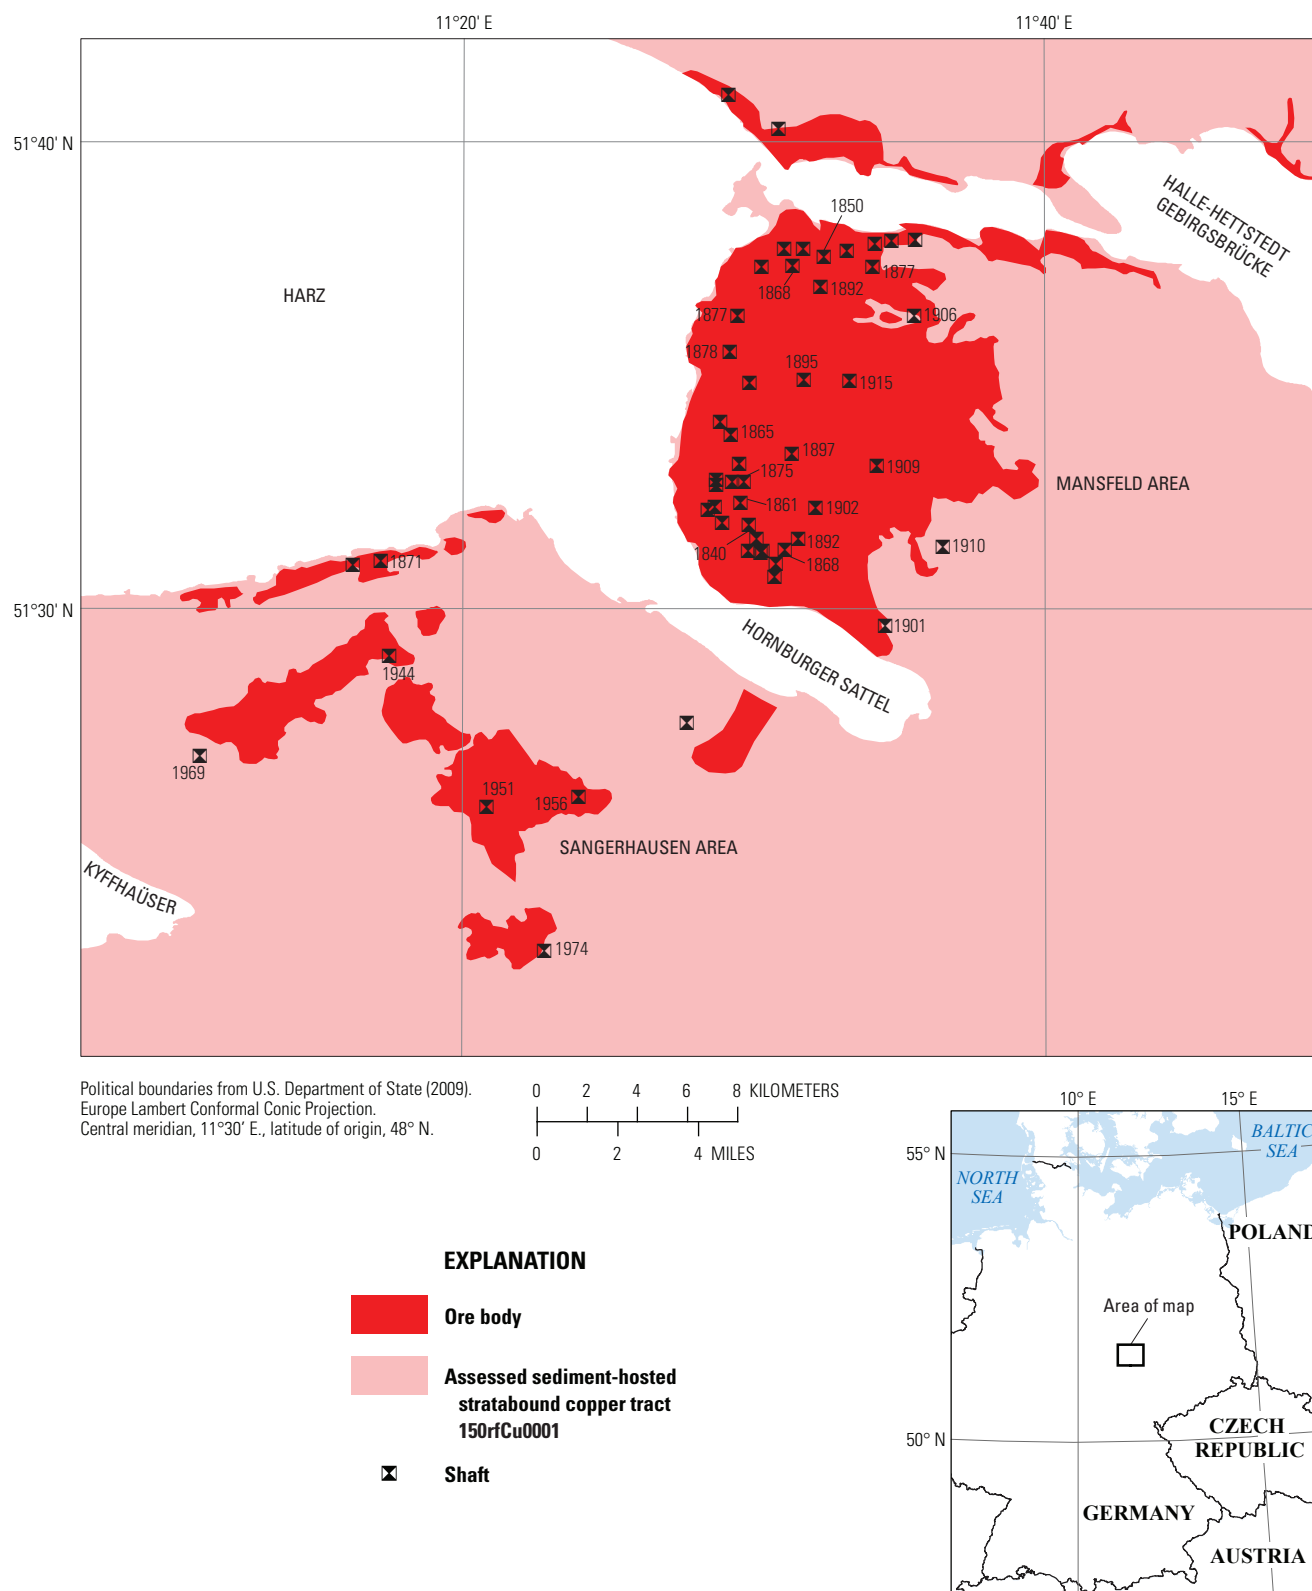 11°20' E
11°40' E
51°40' N
HALLE-HETTSTEDT
GEBIRGSBRÜCKE
1850
1868
1877
1892
HARZ
1877
1906
1878
1895
1915
1865
1897
1875
1909
MANSFELD AREA
1861
1902
1840
1892
1868
1910
1871
51°30' N
1901
HORNBURGER SATTEL
1944
1969
1951
1956
SANGERHAUSEN AREA
KYFFHAÜSER
1974
Political boundaries from U.S. Department of State (2009).
Europe Lambert Conformal Conic Projection.
Central meridian, 11°30′ E., latitude of origin, 48° N.
0 2 4 6 8 KILOMETERS
0 2 4 MILES
EXPLANATION
Ore body
Assessed sediment-hosted
stratabound copper tract
150rfCu0001
Shaft
10° E
15° E
55° N
BALTIC
SEA
NORTH
SEA
POLAND
Area of map
50° N
CZECH
REPUBLIC
GERMANY
AUSTRIA